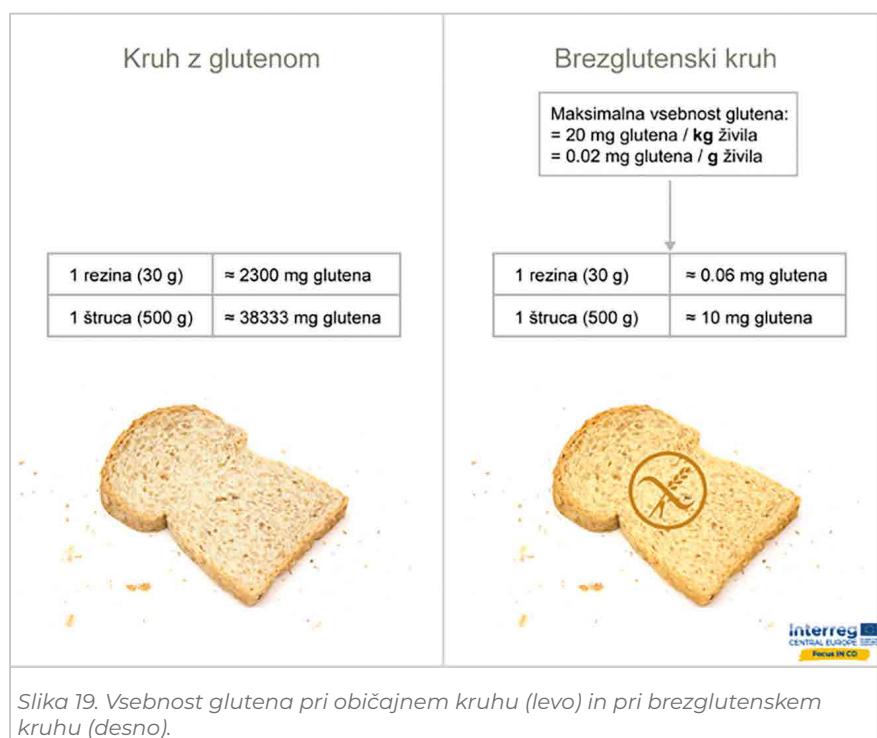 Kruh z glutenom
≈ 2300 mg glutena
1 rezina (30 g)
1 štruca (500 g)
≈ 38333 mg glutena
Brezglutenski kruh
Maksimalna vsebnost glutena:
= 20 mg glutena / kg živila
= 0.02 mg glutena / g živila
1 rezina (30 g)
≈ 0.06 mg glutena
1 štruca (500 g)
≈ 10 mg glutena
Interreg
CENTRAL EUROPE
Focus IN CD
Slika 19. Vsebnost glutena pri običajnem kruhu (levo) in pri brezglutenskem
kruhu (desno).